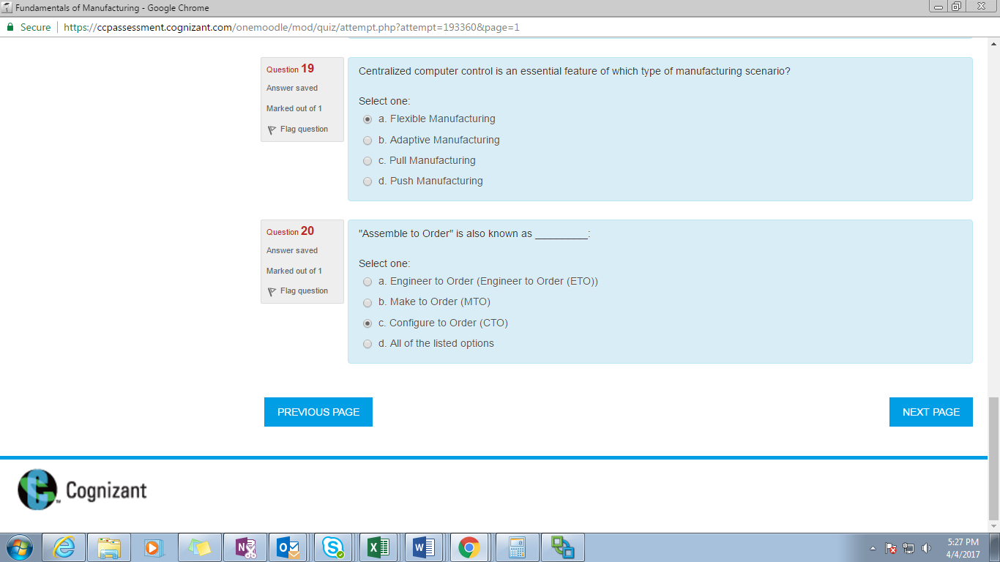 Fundamentals of Manufacturing - Google Chrome
Secure https://ccpassessment.cognizant.com/onemoodle/mod/quiz/attempt.php?attempt=193360&page=1
Question 19
Answer saved
Marked out of 1
Flag question
Centralized computer control is an essential feature of which type of manufacturing scenario?
Select one:
a. Flexible Manufacturing
b. Adaptive Manufacturing
c. Pull Manufacturing
d. Push Manufacturing
Question 20
Answer saved
Marked out of 1
Flag question
"Assemble to Order" is also known as _________:
Select one:
a. Engineer to Order (Engineer to Order (ETO))
b. Make to Order (MTO)
c. Configure to Order (CTO)
d. All of the listed options
PREVIOUS PAGE
NEXT PAGE
Cognizant
5:27 PM
4/4/2017